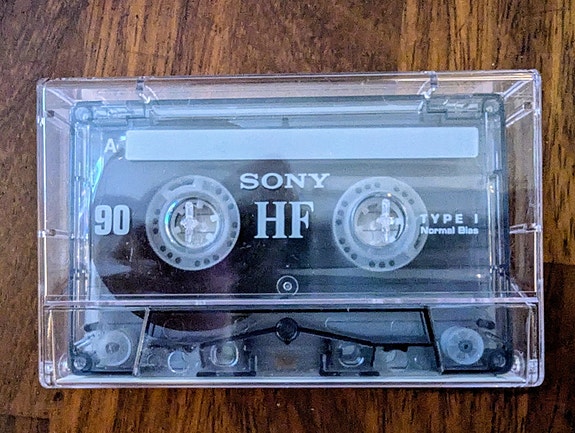 A
SONY
90
HF
TYPE I
Normal Bias